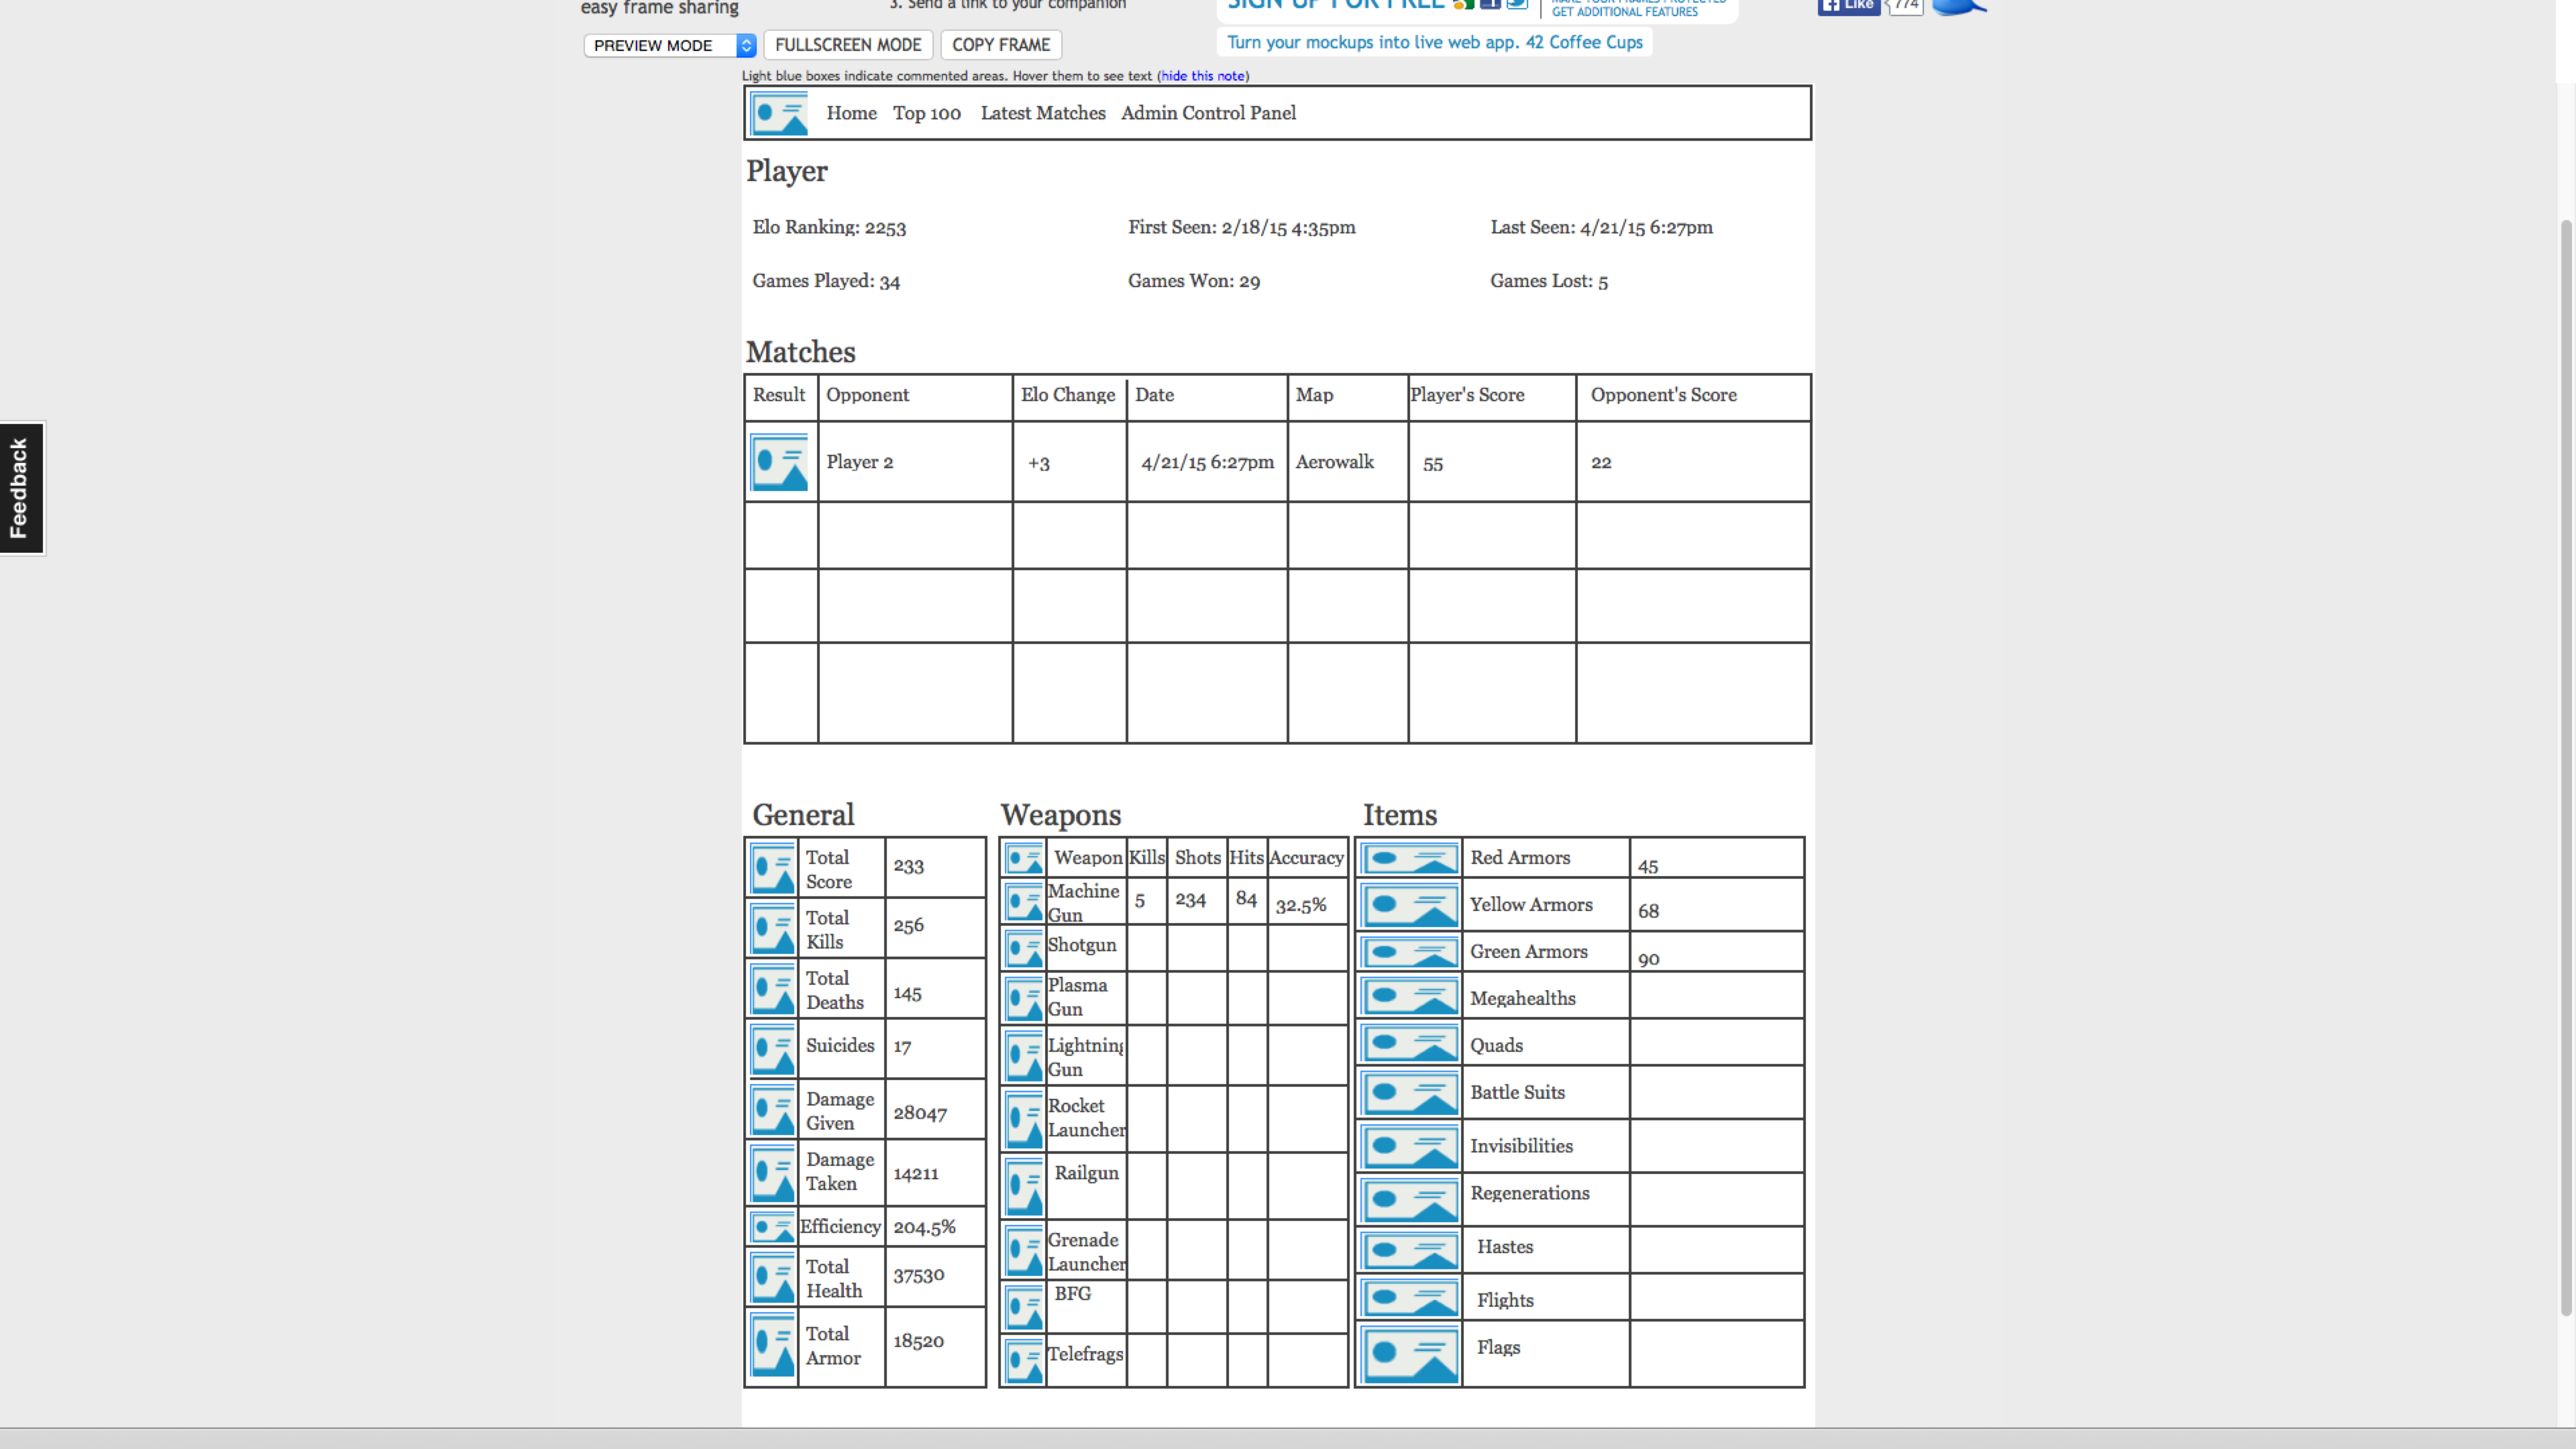 easy frame sharing
3. Send a link to your companion
SIGN UP FOR FREE
MAKE YOUR FRAMES PROTECTED
GET ADDITIONAL FEATURES
Like 774
PREVIEW MODE
FULLSCREEN MODE
COPY FRAME
Turn your mockups into live web app. 42 Coffee Cups
Light blue boxes indicate commented areas. Hover them to see text (hide this note)
Home Top 100 Latest Matches Admin Control Panel
Feedback
Player
Elo Ranking: 2253 First Seen: 2/18/15 4:35pm Last Seen: 4/21/15 6:27pm
Games Played: 34 Games Won: 29 Games Lost: 5
Matches
Result Opponent Elo Change Date Map Player's Score Opponent's Score
Player 2 +3 4/21/15 6:27pm Aerowalk 55 22
General
Total
Score 233
Total
Kills 256
Total
Deaths 145
Suicides 17
Damage
Given 28047
Damage
Taken 14211
Efficiency 204.5%
Total
Health 37530
Total
Armor 18520
Weapons
Weapon Kills Shots Hits Accuracy
Machine
Gun 5 234 84 32.5%
Shotgun
Plasma
Gun
Lightning
Gun
Rocket
Launcher
Railgun
Grenade
Launcher
BFG
Telefrags
Items
Red Armors 45
Yellow Armors 68
Green Armors 90
Megahealths
Quads
Battle Suits
Invisibilities
Regenerations
Hastes
Flights
Flags